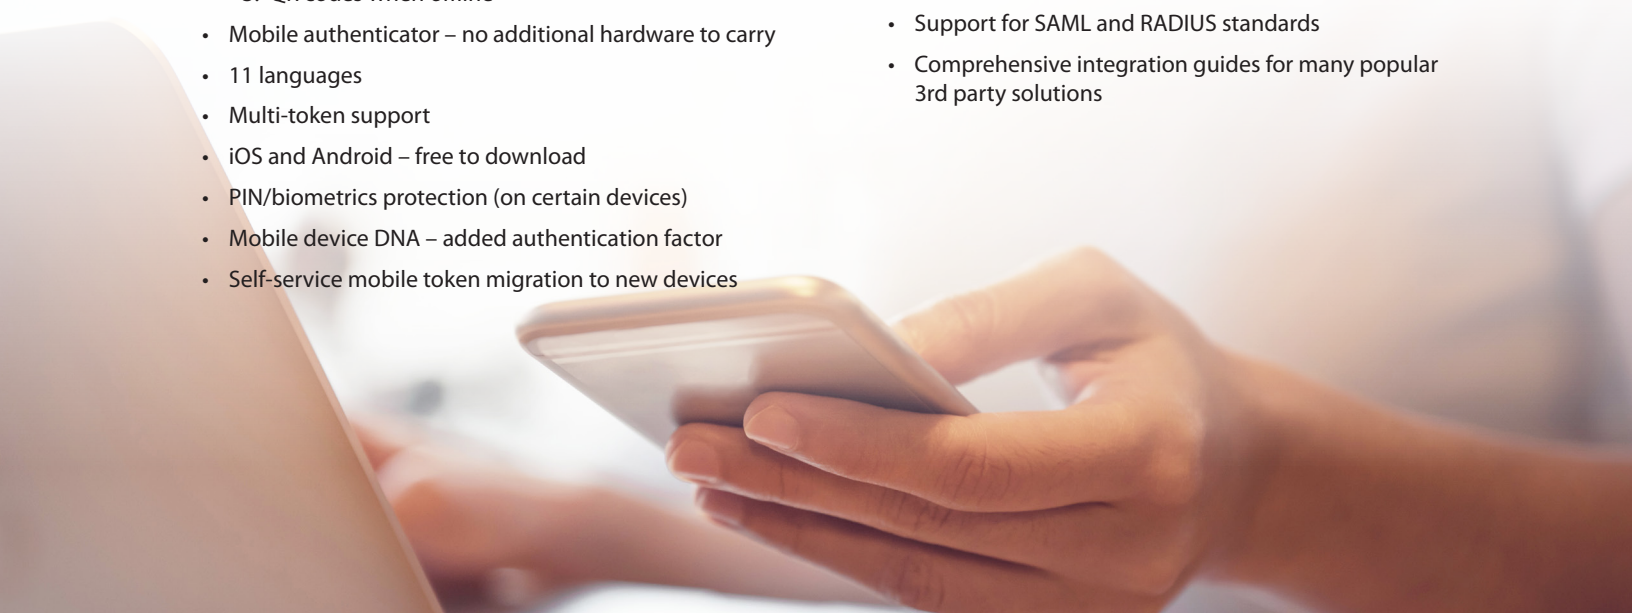 • Mobile authenticator – no additional hardware to carry
• 11 languages
• Multi-token support
• iOS and Android – free to download
• PIN/biometrics protection (on certain devices)
• Mobile device DNA – added authentication factor
• Self-service mobile token migration to new devices
• Support for SAML and RADIUS standards
• Comprehensive integration guides for many popular
3rd party solutions